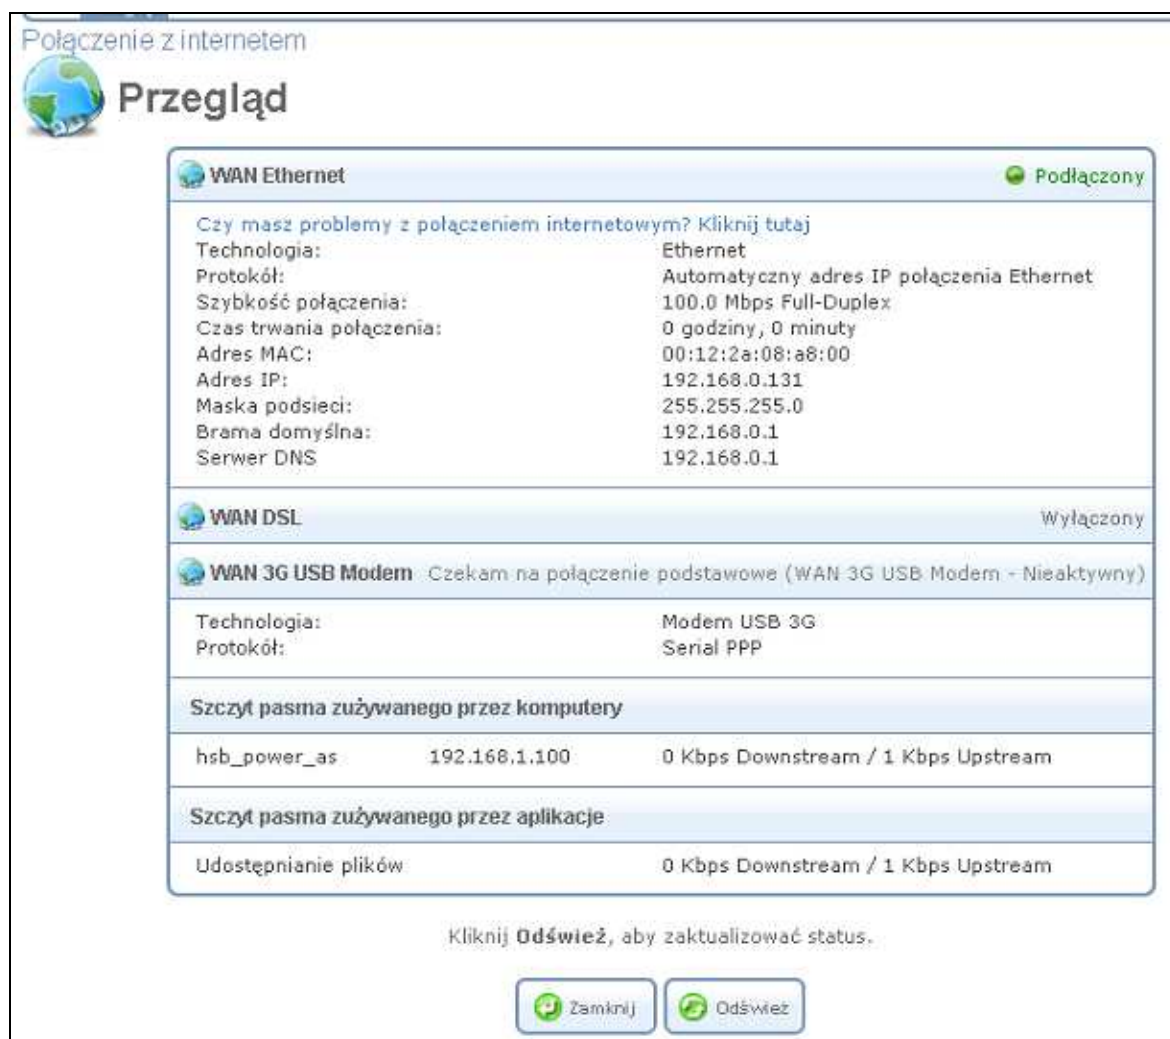 Połączenie z internetem
Przegląd
WAN Ethernet Podłączony
Czy masz problemy z połączeniem internetowym? Kliknij tutaj
Technologia: Ethernet
Protokół: Automatyczny adres IP połączenia Ethernet
Szybkość połączenia: 100.0 Mbps Full-Duplex
Czas trwania połączenia: 0 godziny, 0 minuty
Adres MAC: 00:12:2a:08:a8:00
Adres IP: 192.168.0.131
Maska podsieci: 255.255.255.0
Brama domyślna: 192.168.0.1
Serwer DNS 192.168.0.1
WAN DSL Wyłączony
WAN 3G USB Modem Czekam na połączenie podstawowe (WAN 3G USB Modem - Nieaktywny)
Technologia: Modem USB 3G
Protokół: Serial PPP
Szczyt pasma zużywanego przez komputery
hsb_power_as 192.168.1.100 0 Kbps Downstream / 1 Kbps Upstream
Szczyt pasma zużywanego przez aplikacje
Udostępnianie plików 0 Kbps Downstream / 1 Kbps Upstream
Kliknij Odśwież, aby zaktualizować status.
Zamknij Odśwież